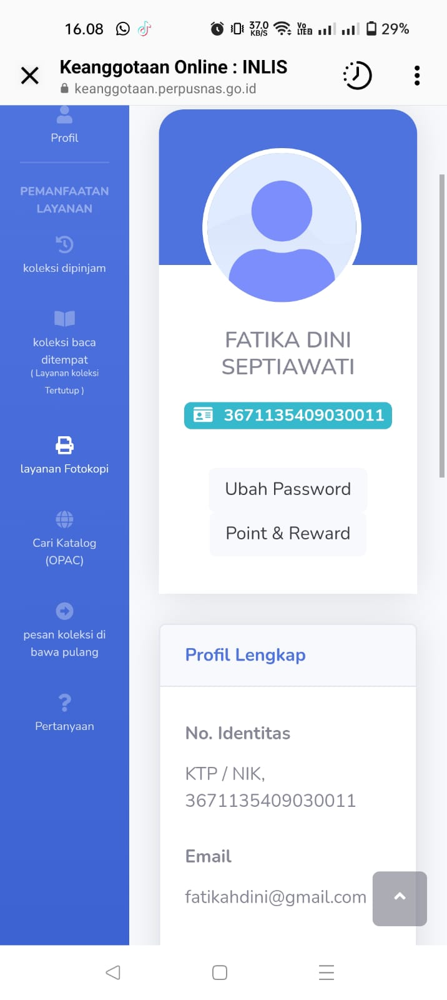 16.08
37.0
KB/S
Vo
LTE2
29%
Keanggotaan Online : INLIS
keanggotaan.perpusnas.go.id
Profil
PEMANFAATAN
LAYANAN
koleksi dipinjam
koleksi baca
ditempat
( Layanan koleksi
Tertutup )
layanan Fotokopi
Cari Katalog
(OPAC)
pesan koleksi di
bawa pulang
Pertanyaan
FATIKA DINI
SEPTIAWATI
3671135409030011
Ubah Password
Point & Reward
Profil Lengkap
No. Identitas
KTP / NIK,
3671135409030011
Email
fatikahdini@gmail.com